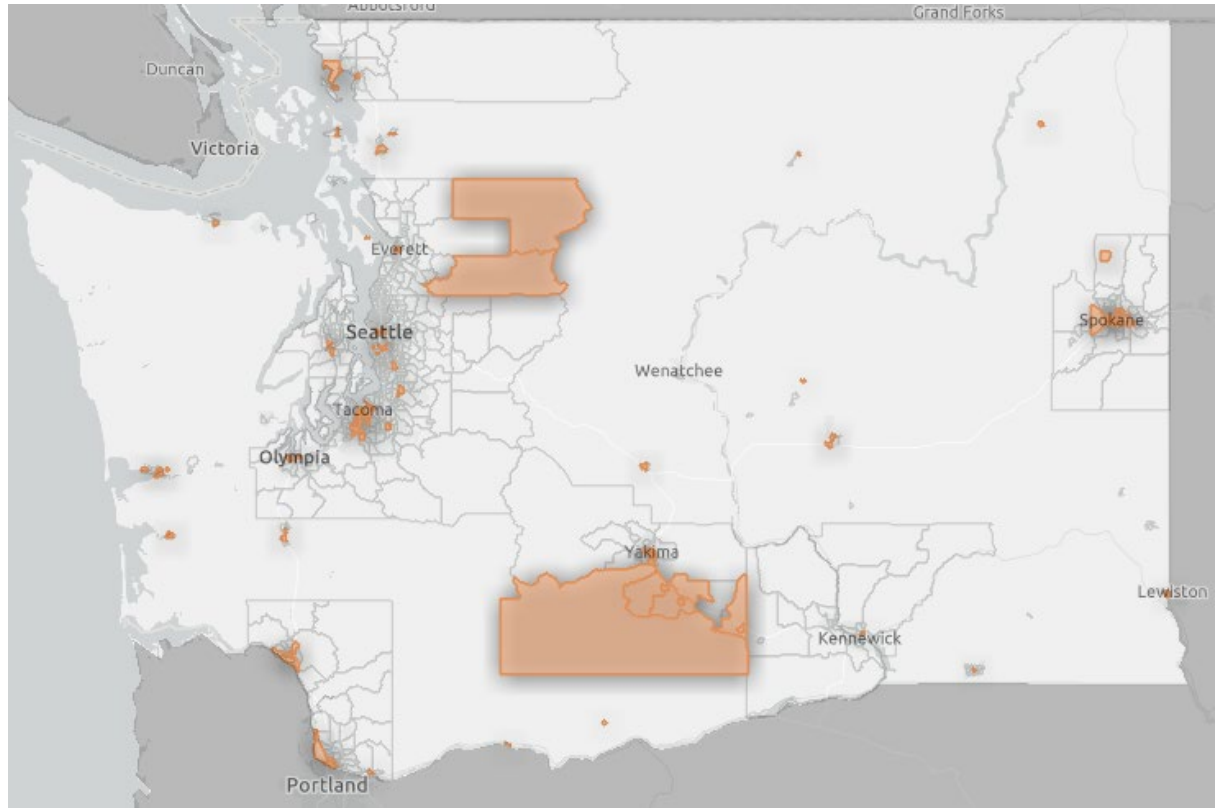 Abbotsford
Grand Forks
Duncan
Victoria
Everett
Seattle
Spokane
Wenatchee
Tacoma
Olympia
Yakima
Lewiston
Kennewick
Portland